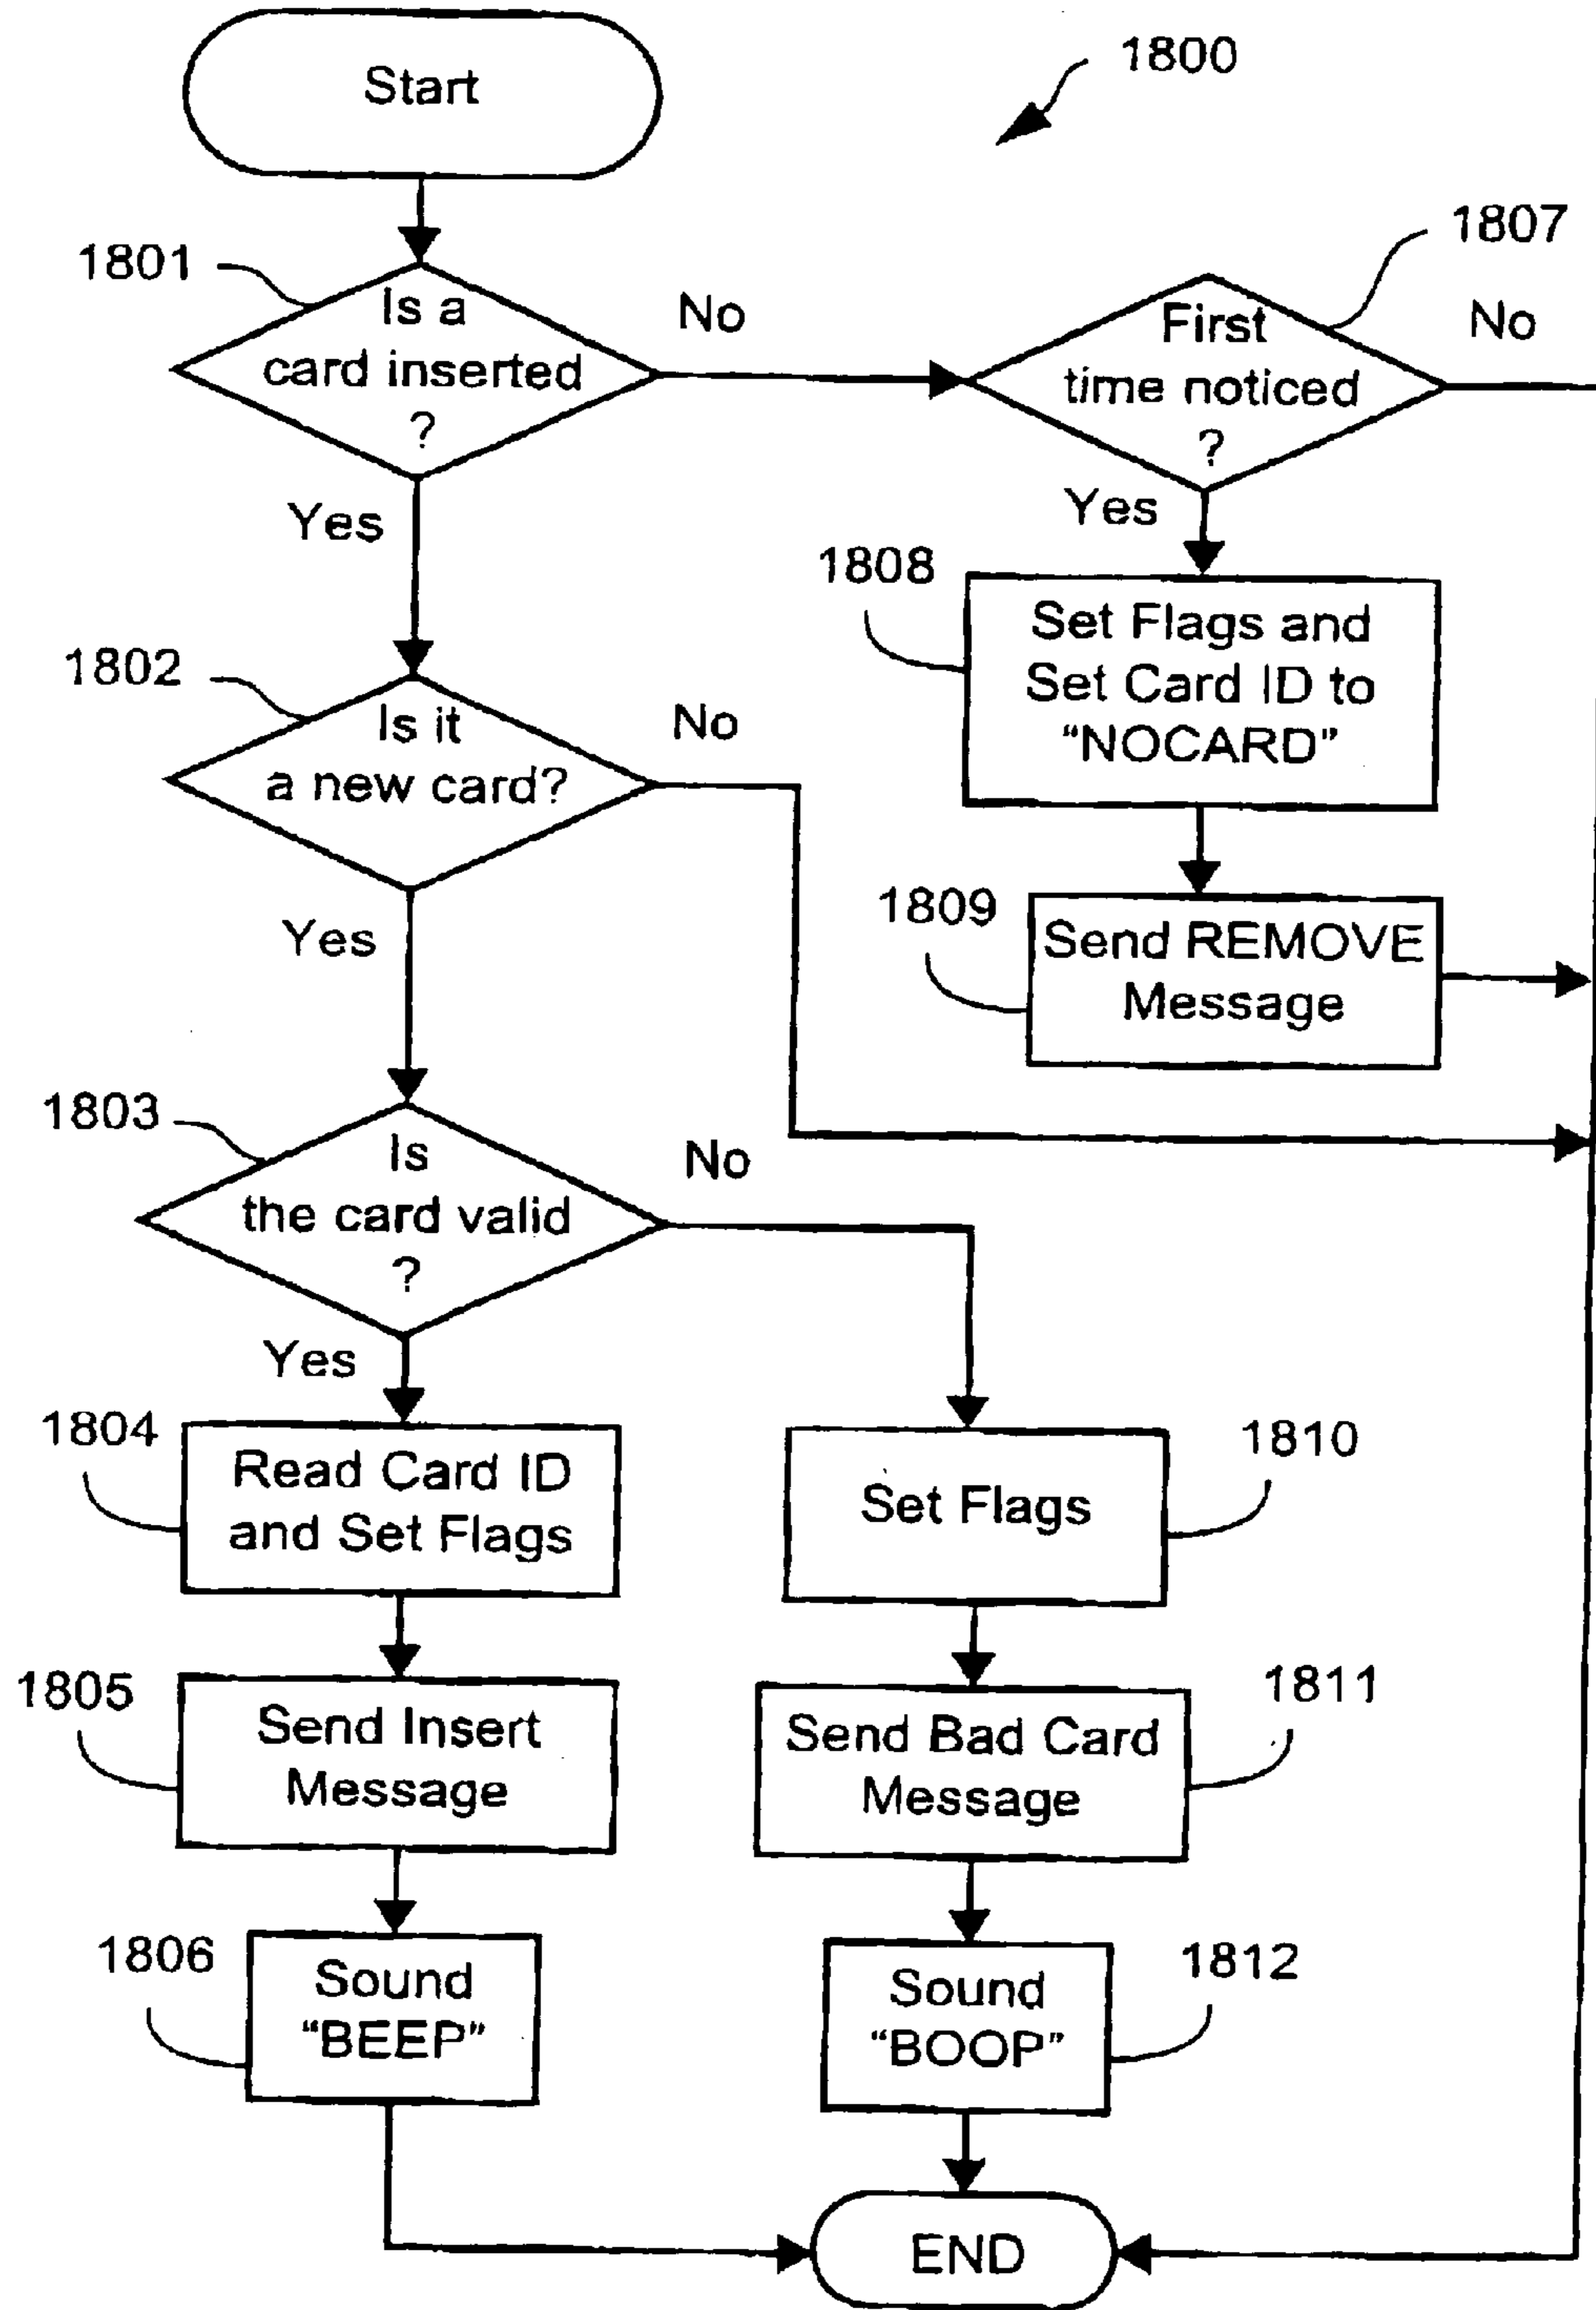 Start
1800
1801
Is a
card inserted
?
No
1807
First
time noticed
?
No
Yes
Yes
1808
Set Flags and
Set Card ID to
“NOCARD”
1802
Is it
a new card?
No
1809
Send REMOVE
Message
Yes
1803
Is
the card valid
?
No
Yes
1804
Read Card ID
and Set Flags
1810
Set Flags
1805
Send Insert
Message
1811
Send Bad Card
Message
1806
Sound
“BEEP”
1812
Sound
“BOOP”
END